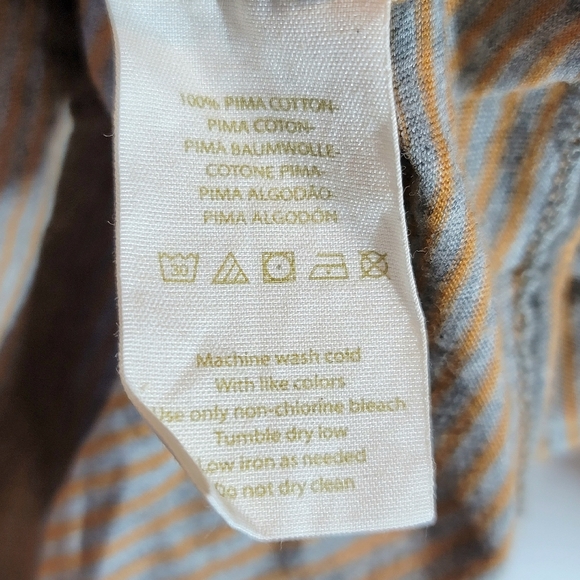 100% PIMA COTTON-
PIMA COTON-
PIMA BAUMWOLLE-
COTONE PIMA-
PIMA ALGODÃO-
PIMA ALGODÓN
30
Machine wash cold
With like colors
Use only non-chlorine bleach
Tumble dry low
Low iron as needed
Do not dry clean